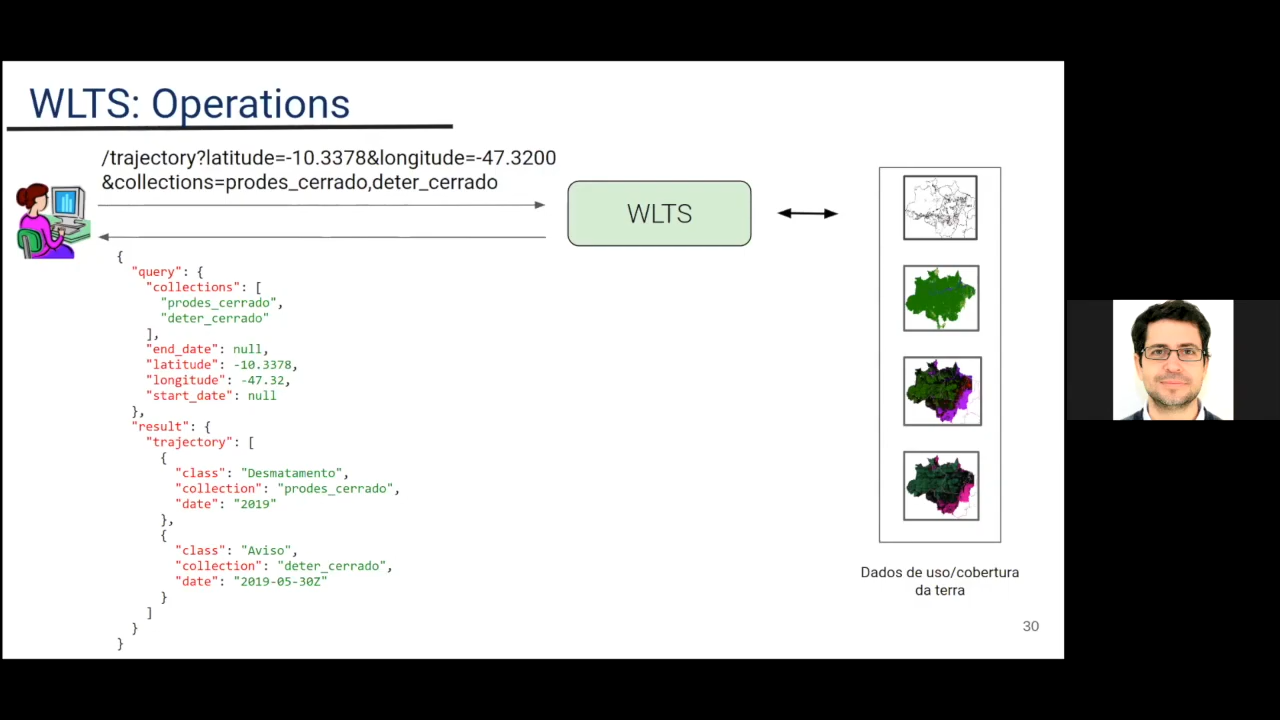 WLTS: Operations
/trajectory?latitude=-10.3378&longitude=-47.3200
&collections=prodes_cerrado,deter_cerrado
WLTS
{
  "query": {
    "collections": [
      "prodes_cerrado",
      "deter_cerrado"
    ],
    "end_date": null,
    "latitude": -10.3378,
    "longitude": -47.32,
    "start_date": null
  },
  "result": {
    "trajectory": [
      {
        "class": "Desmatamento",
        "collection": "prodes_cerrado",
        "date": "2019"
      },
      {
        "class": "Aviso",
        "collection": "deter_cerrado",
        "date": "2019-05-30Z"
      }
    ]
  }
}
Dados de uso/cobertura
da terra
30